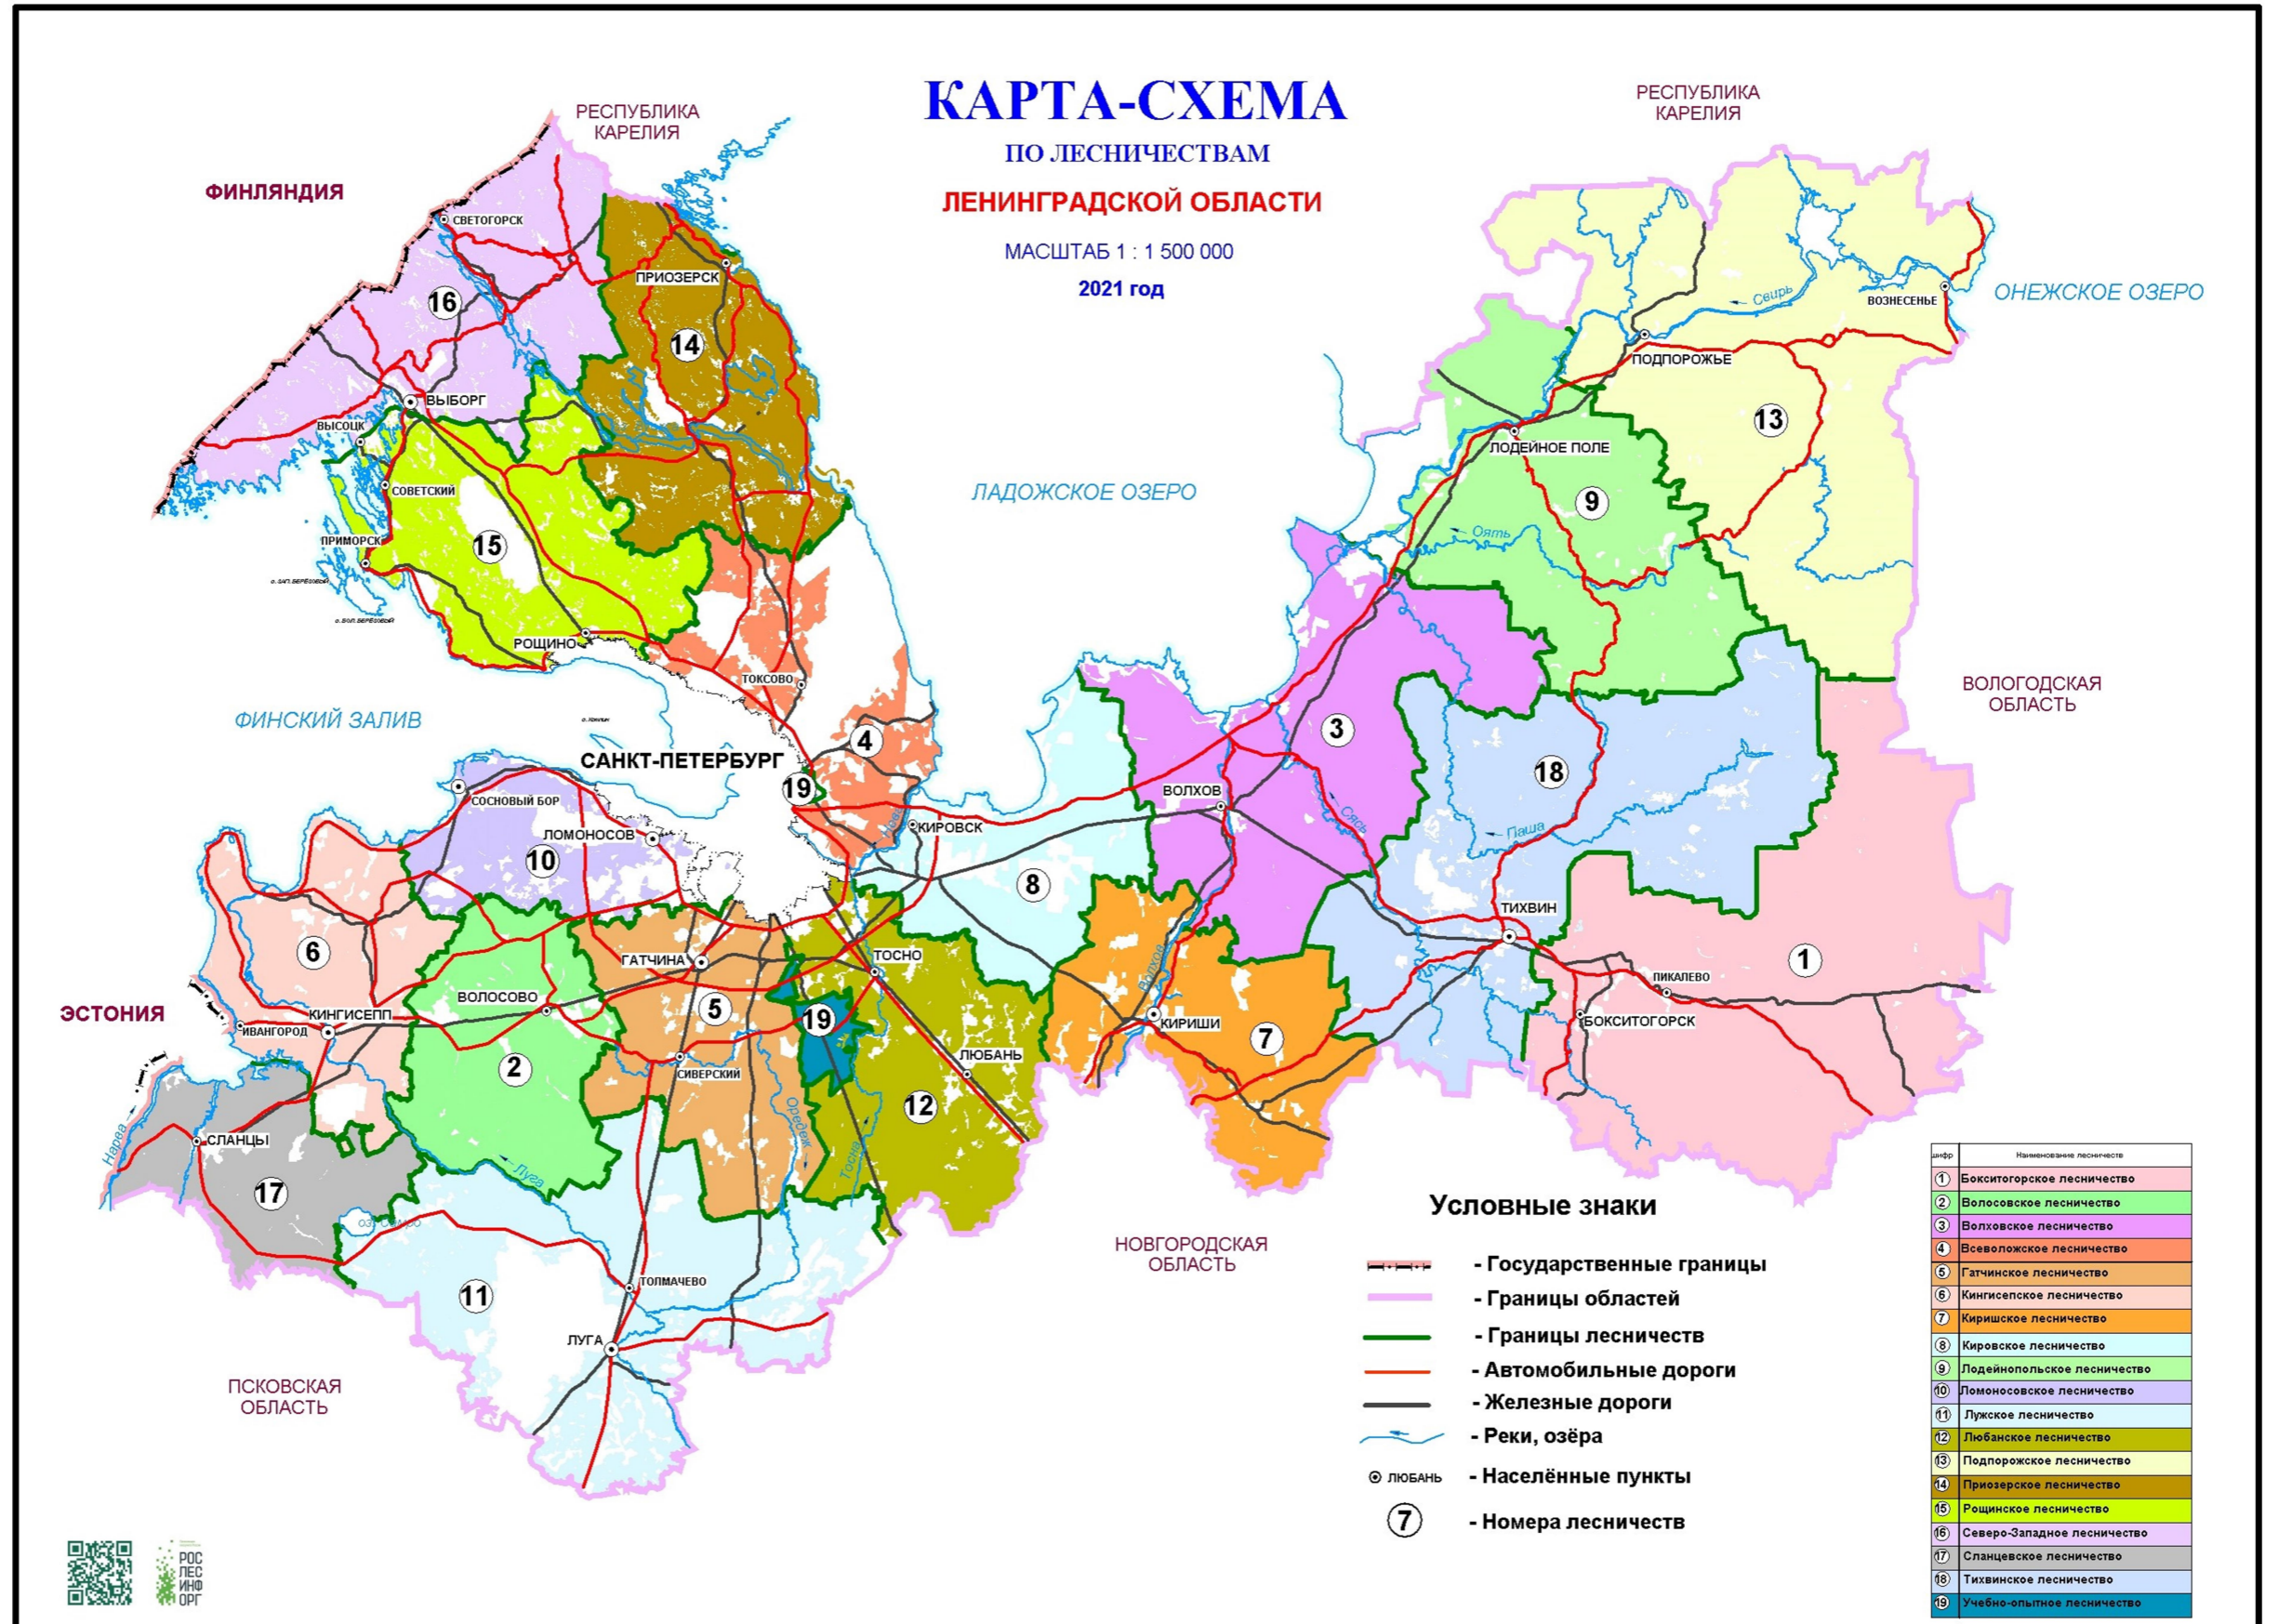 КАРТА-СХЕМА
ПО ЛЕСНИЧЕСТВАМ
ЛЕНИНГРАДСКОЙ ОБЛАСТИ
МАСШТАБ 1 : 1 500 000
2021 год
РЕСПУБЛИКА
КАРЕЛИЯ
РЕСПУБЛИКА
КАРЕЛИЯ
ФИНЛЯНДИЯ
СВЕТОГОРСК
16
ПРИОЗЕРСК
14
ВЫБОРГ
ВЫСОЦК
СОВЕТСКИЙ
ПРИМОРСК
15
о. ЗАП. БЕРЁЗОВЫЙ
о. БОЛ. БЕРЁЗОВЫЙ
РОЩИНО
ТОКСОВО
ЛАДОЖСКОЕ ОЗЕРО
Свирь
ВОЗНЕСЕНЬЕ
ОНЕЖСКОЕ ОЗЕРО
ПОДПОРОЖЬЕ
13
ЛОДЕЙНОЕ ПОЛЕ
9
Оять
ВОЛОГОДСКАЯ
ОБЛАСТЬ
ФИНСКИЙ ЗАЛИВ
САНКТ-ПЕТЕРБУРГ
4
19
3
18
СОСНОВЫЙ БОР
ЛОМОНОСОВ
10
Нева
КИРОВСК
ВОЛХОВ
Сясь
Паша
8
6
ГАТЧИНА
ТОСНО
ТИХВИН
1
ПИКАЛЕВО
ЭСТОНИЯ
ВОЛОСОВО
5
19
Волхов
КИРИШИ
7
БОКСИТОГОРСК
КИНГИСЕПП
ИВАНГОРОД
2
СИВЕРСКИЙ
ЛЮБАНЬ
12
Нарва
СЛАНЦЫ
17
Луга
Оредеж
Тосна
ОЗ. САМРО
11
ТОЛМАЧЕВО
ЛУГА
НОВГОРОДСКАЯ
ОБЛАСТЬ
ПСКОВСКАЯ
ОБЛАСТЬ
Условные знаки
- Государственные границы
- Границы областей
- Границы лесничеств
- Автомобильные дороги
- Железные дороги
- Реки, озёра
ЛЮБАНЬ - Населённые пункты
7 - Номера лесничеств
шифр Наименование лесничеств
1 Бокситогорское лесничество
2 Волосовское лесничество
3 Волховское лесничество
4 Всеволожское лесничество
5 Гатчинское лесничество
6 Кингисепское лесничество
7 Киришское лесничество
8 Кировское лесничество
9 Лодейнопольское лесничество
10 Ломоносовское лесничество
11 Лужское лесничество
12 Любанское лесничество
13 Подпорожское лесничество
14 Приозерское лесничество
15 Рощинское лесничество
16 Северо-Западное лесничество
17 Сланцевское лесничество
18 Тихвинское лесничество
19 Учебно-опытное лесничество
РОС
ЛЕС
ИНФ
ОРГ